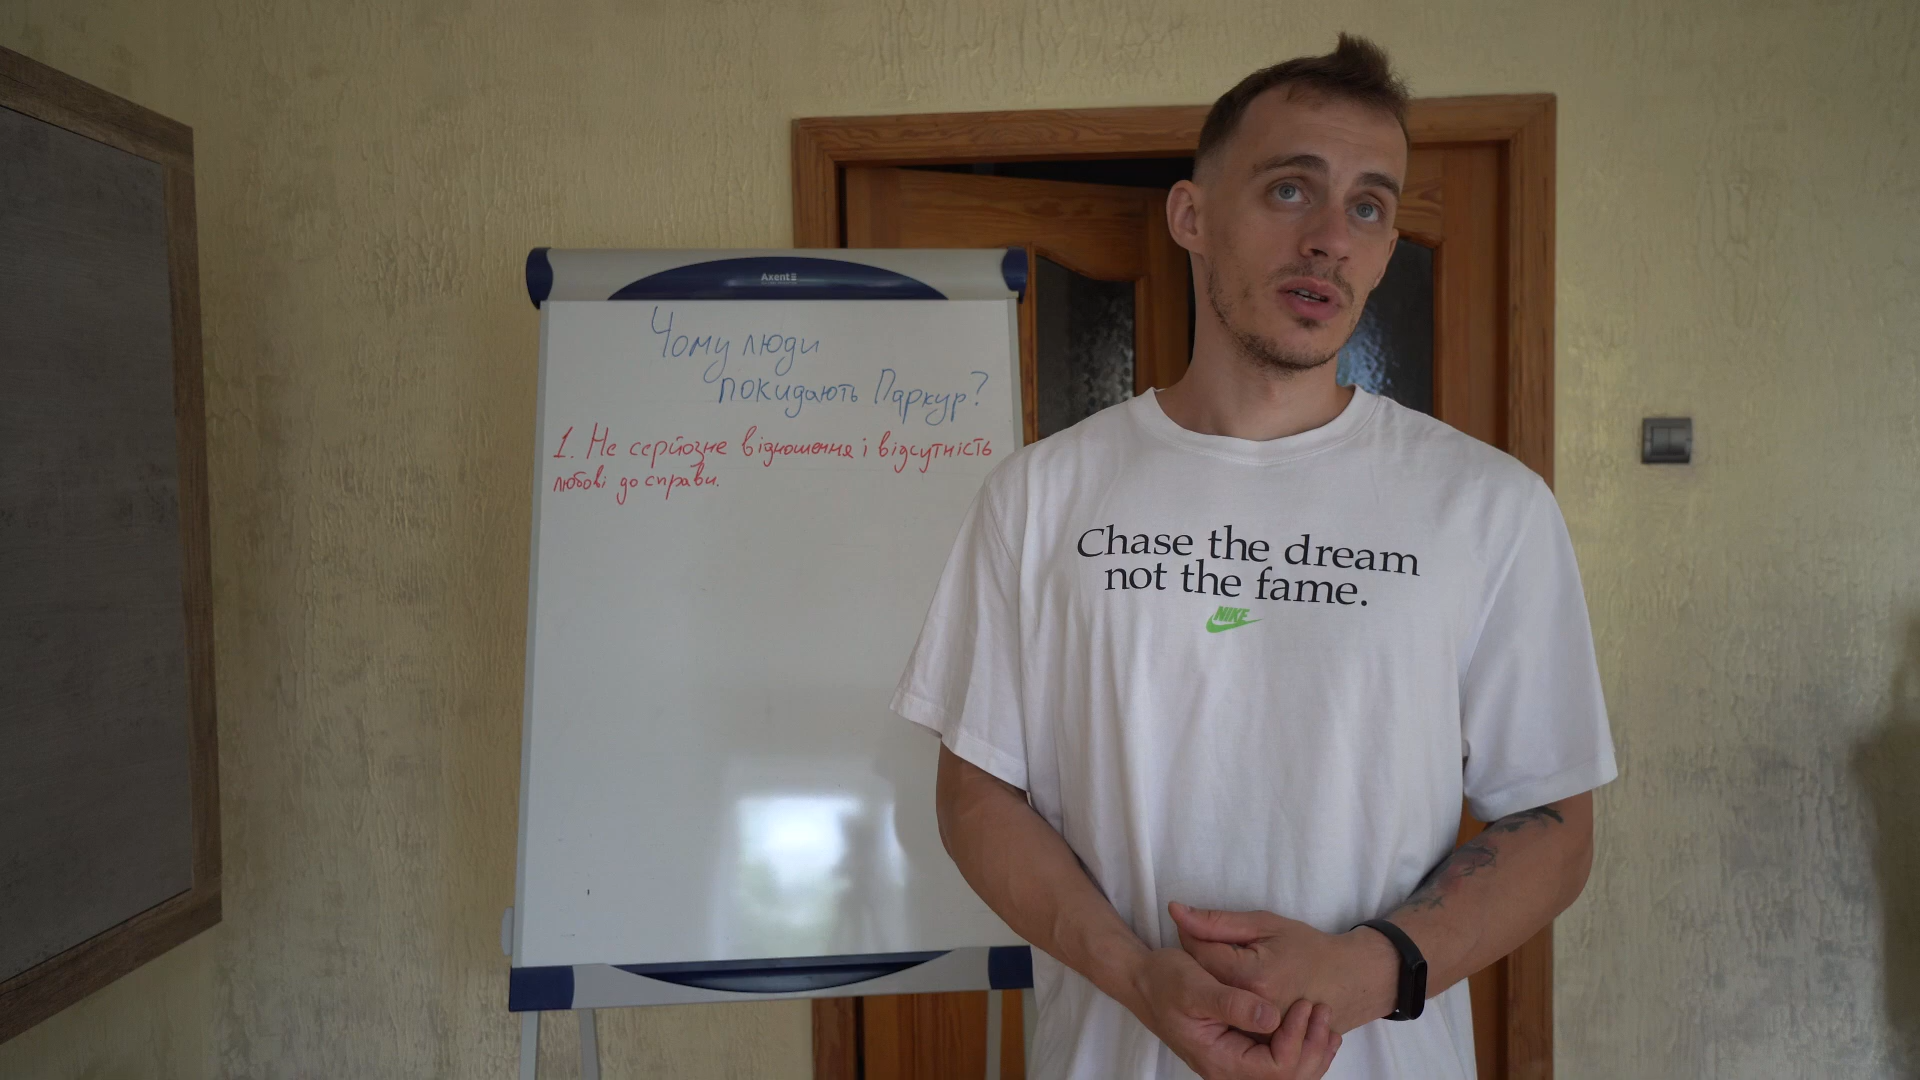 Axent
Чому люди
покидають Паркур?
1. Не серйозне відношення і відсутність
любові до справи.
Chase the dream
not the fame.
NIKE